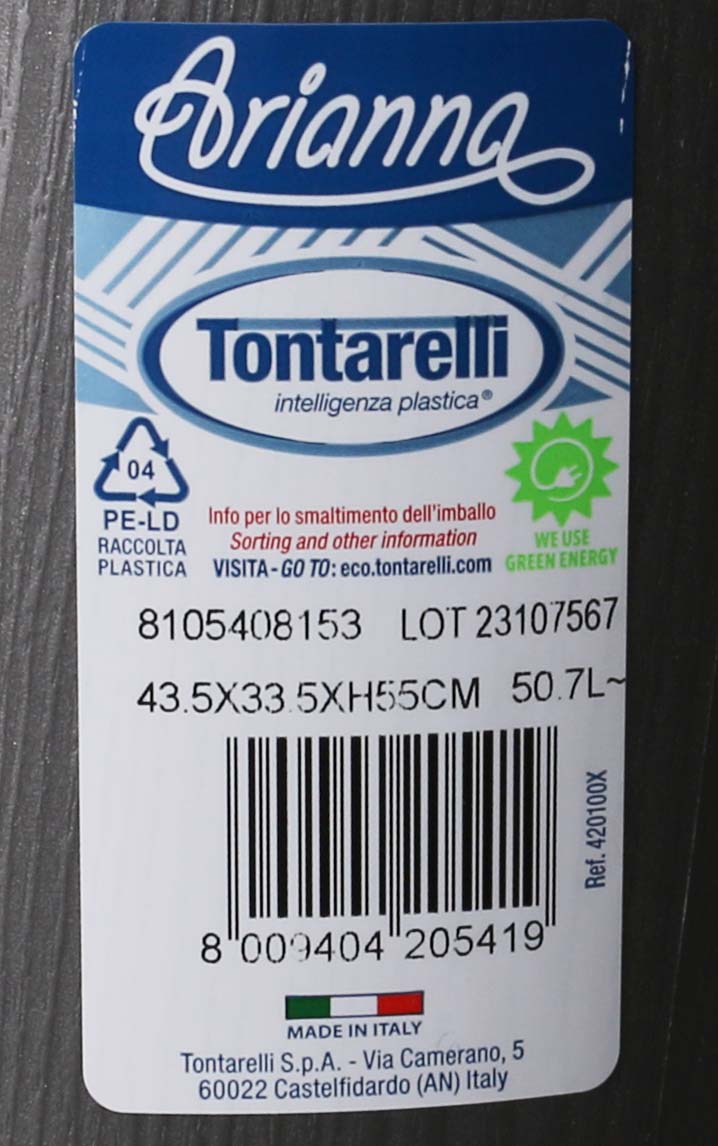 Arianna
Tontarelli
intelligenza plastica®
04
PE-LD
RACCOLTA
PLASTICA
Info per lo smaltimento dell'imballo
Sorting and other information
VISITA - GO TO: eco.tontarelli.com
WE USE
GREEN ENERGY
8105408153 LOT 23107567
43.5X33.5XH55CM 50.7L~
Ref. 420100X
8 009404 205419
MADE IN ITALY
Tontarelli S.p.A. - Via Camerano, 5
60022 Castelfidardo (AN) Italy